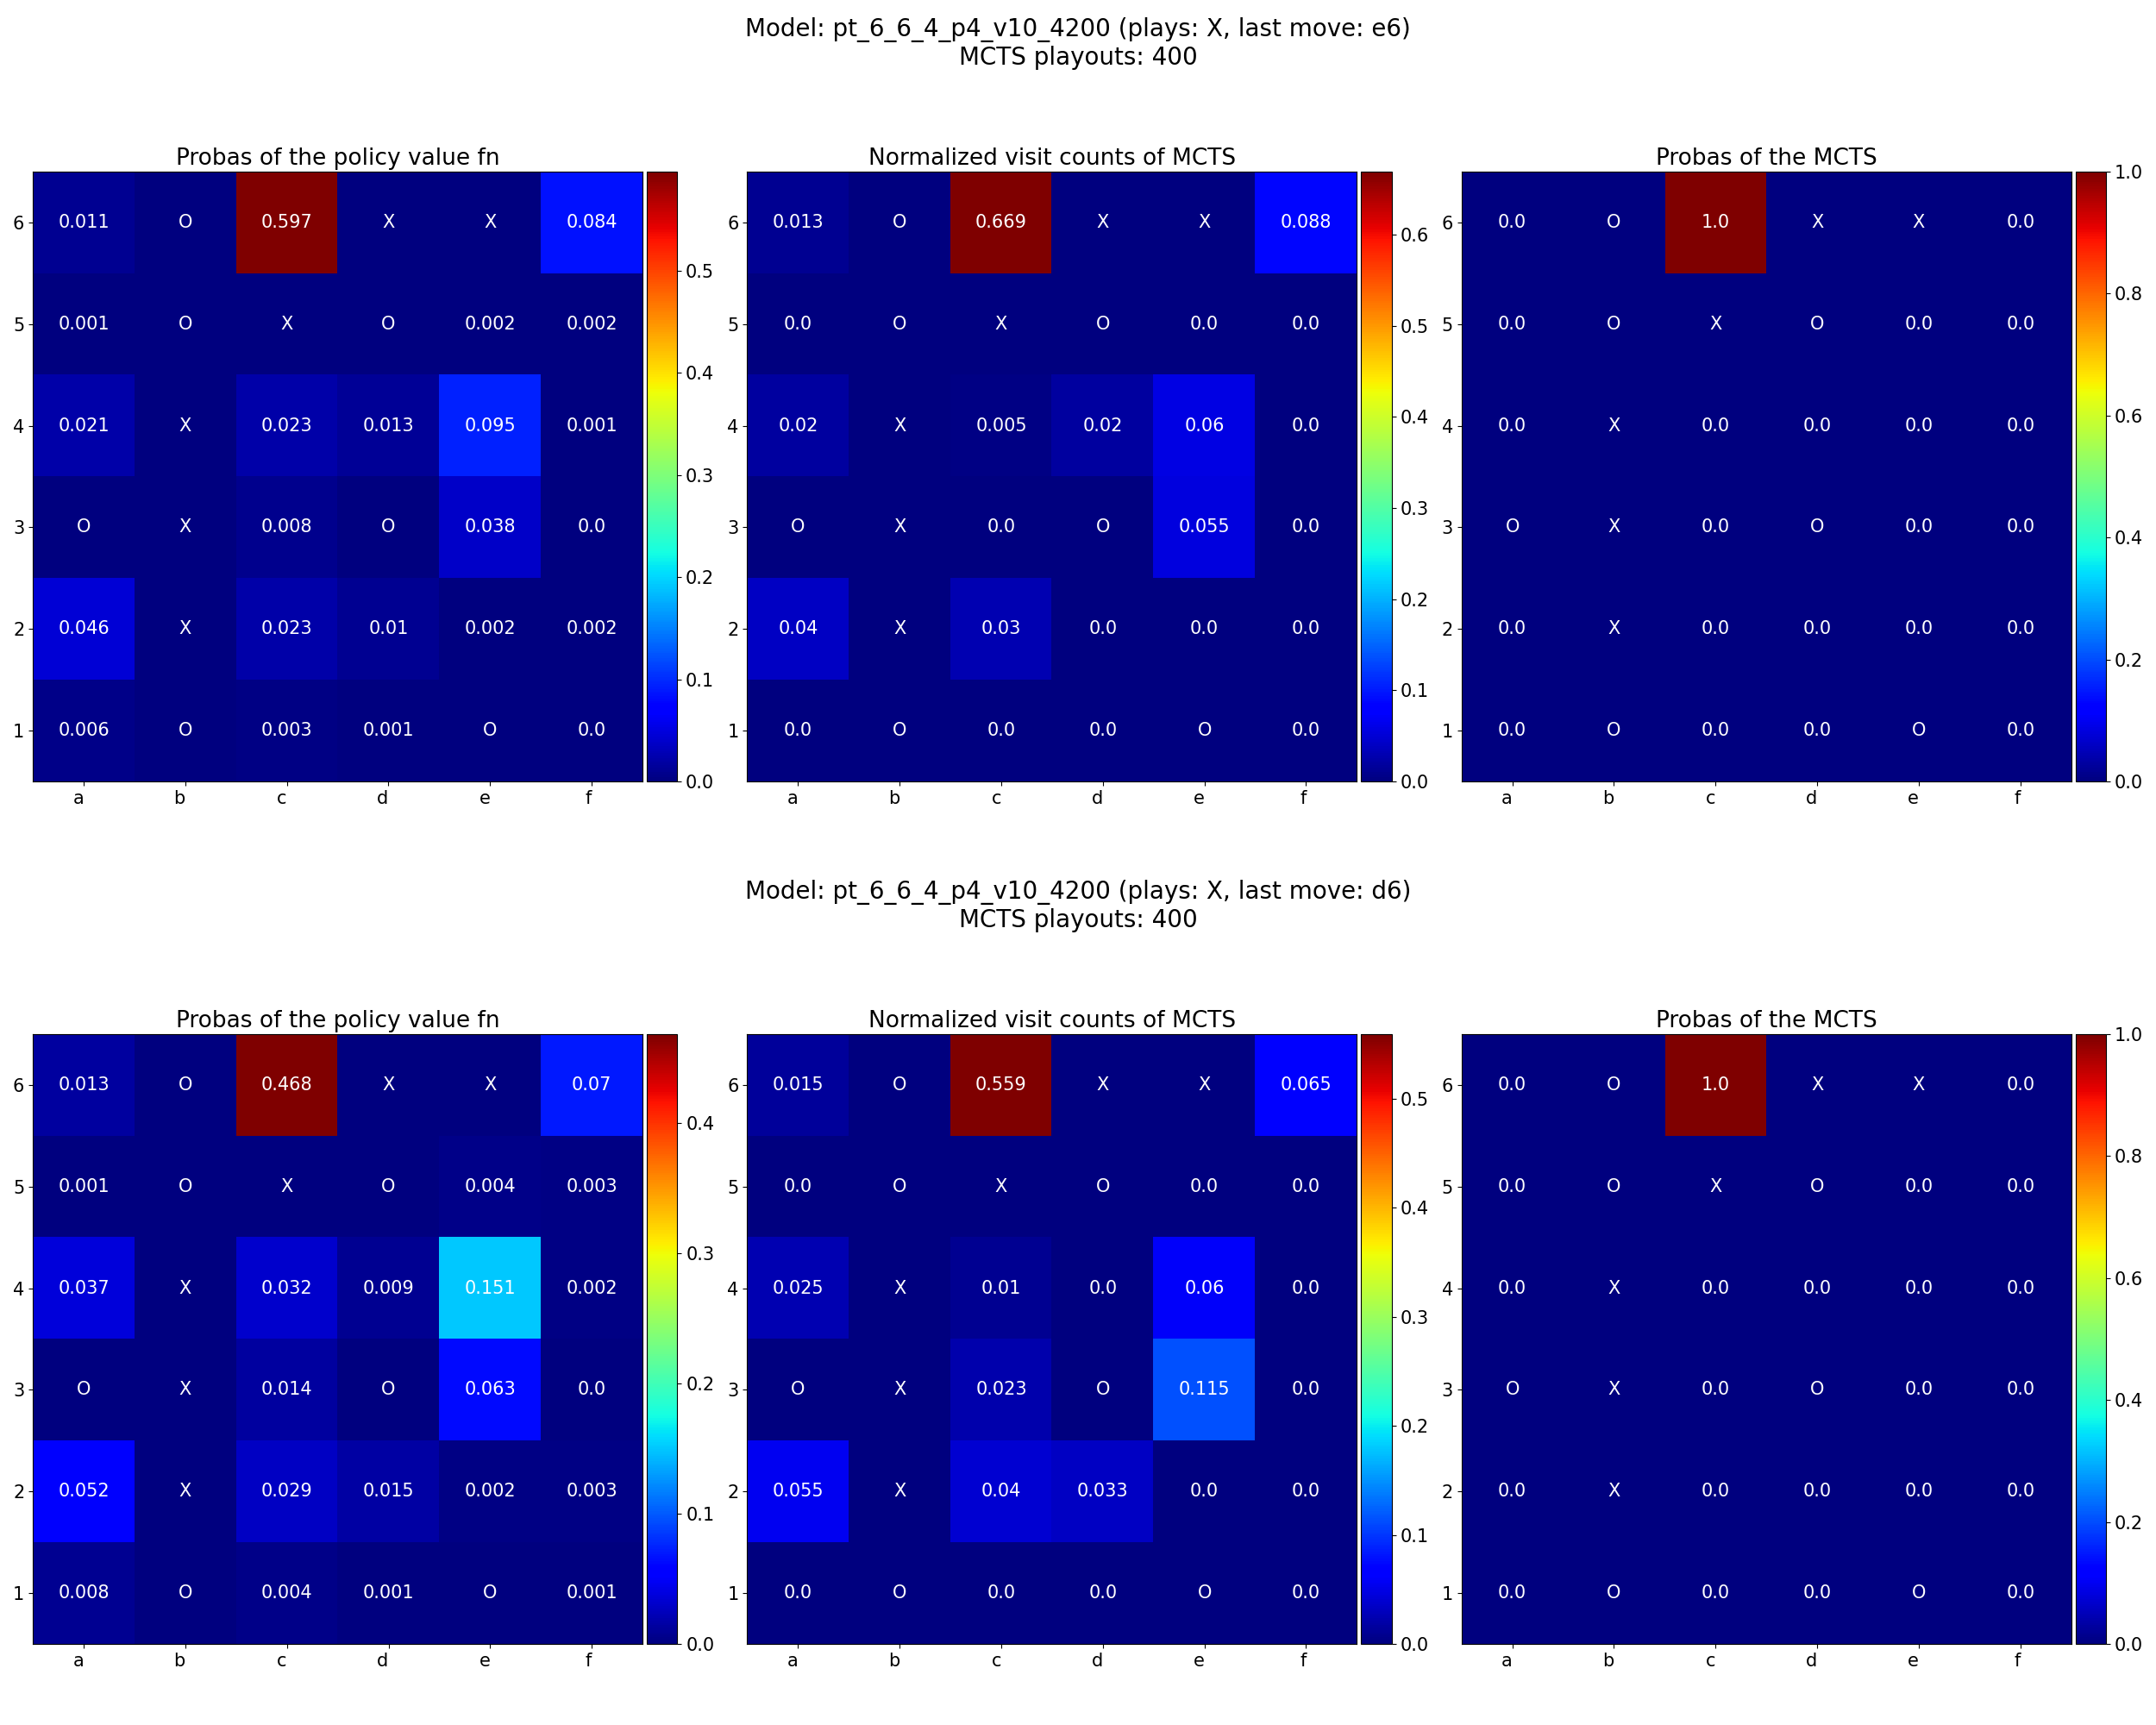 Model: pt_6_6_4_p4_v10_4200 (plays: X, last move: e6)
MCTS playouts: 400
Probas of the policy value fn
6 0.011 O 0.597 X X 0.084
5 0.001 O X O 0.002 0.002
4 0.021 X 0.023 0.013 0.095 0.001
3 O X 0.008 O 0.038 0.0
2 0.046 X 0.023 0.01 0.002 0.002
1 0.006 O 0.003 0.001 O 0.0
a b c d e f
0.5
0.4
0.3
0.2
0.1
0.0
Normalized visit counts of MCTS
6 0.013 O 0.669 X X 0.088
5 0.0 O X O 0.0 0.0
4 0.02 X 0.005 0.02 0.06 0.0
3 O X 0.0 O 0.055 0.0
2 0.04 X 0.03 0.0 0.0 0.0
1 0.0 O 0.0 0.0 O 0.0
a b c d e f
0.6
0.5
0.4
0.3
0.2
0.1
0.0
Probas of the MCTS
6 0.0 O 1.0 X X 0.0
5 0.0 O X O 0.0 0.0
4 0.0 X 0.0 0.0 0.0 0.0
3 O X 0.0 O 0.0 0.0
2 0.0 X 0.0 0.0 0.0 0.0
1 0.0 O 0.0 0.0 O 0.0
a b c d e f
1.0
0.8
0.6
0.4
0.2
0.0
Model: pt_6_6_4_p4_v10_4200 (plays: X, last move: d6)
MCTS playouts: 400
Probas of the policy value fn
6 0.013 O 0.468 X X 0.07
5 0.001 O X O 0.004 0.003
4 0.037 X 0.032 0.009 0.151 0.002
3 O X 0.014 O 0.063 0.0
2 0.052 X 0.029 0.015 0.002 0.003
1 0.008 O 0.004 0.001 O 0.001
a b c d e f
0.4
0.3
0.2
0.1
0.0
Normalized visit counts of MCTS
6 0.015 O 0.559 X X 0.065
5 0.0 O X O 0.0 0.0
4 0.025 X 0.01 0.0 0.06 0.0
3 O X 0.023 O 0.115 0.0
2 0.055 X 0.04 0.033 0.0 0.0
1 0.0 O 0.0 0.0 O 0.0
a b c d e f
0.5
0.4
0.3
0.2
0.1
0.0
Probas of the MCTS
6 0.0 O 1.0 X X 0.0
5 0.0 O X O 0.0 0.0
4 0.0 X 0.0 0.0 0.0 0.0
3 O X 0.0 O 0.0 0.0
2 0.0 X 0.0 0.0 0.0 0.0
1 0.0 O 0.0 0.0 O 0.0
a b c d e f
1.0
0.8
0.6
0.4
0.2
0.0